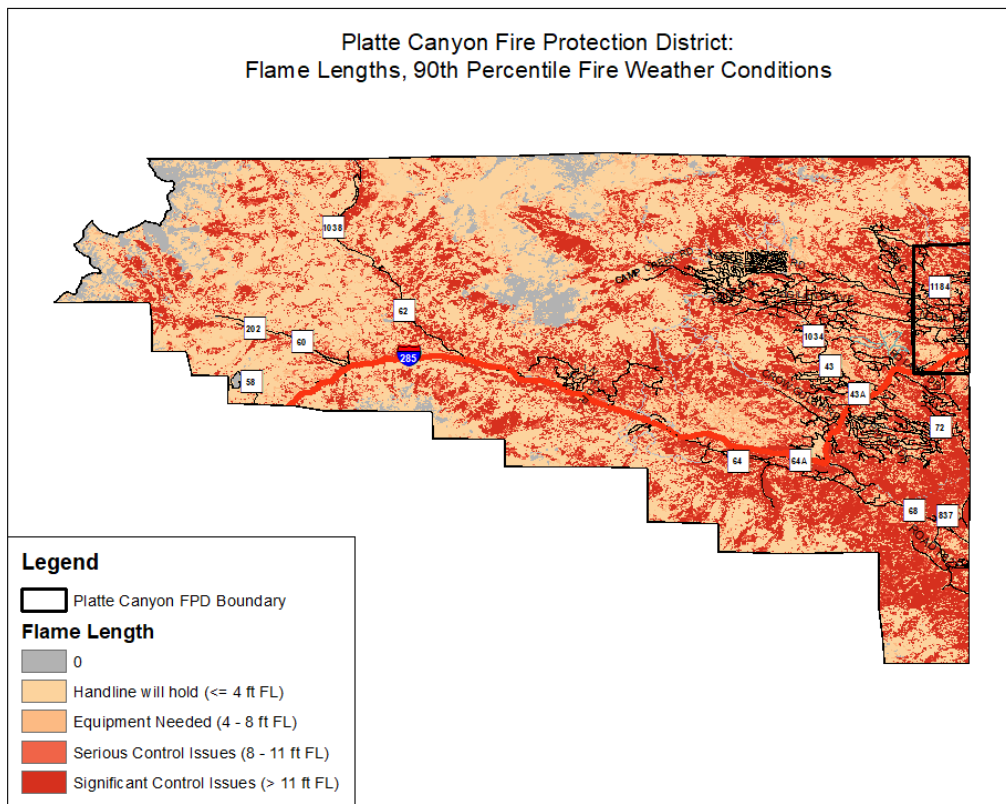 Platte Canyon Fire Protection District:
Flame Lengths, 90th Percentile Fire Weather Conditions
1038
1184
62
202
60
285
1034
43
58
43A
72
64
64A
68
837
Legend
Platte Canyon FPD Boundary
Flame Length
0
Handline will hold (<= 4 ft FL)
Equipment Needed (4 - 8 ft FL)
Serious Control Issues (8 - 11 ft FL)
Significant Control Issues (> 11 ft FL)